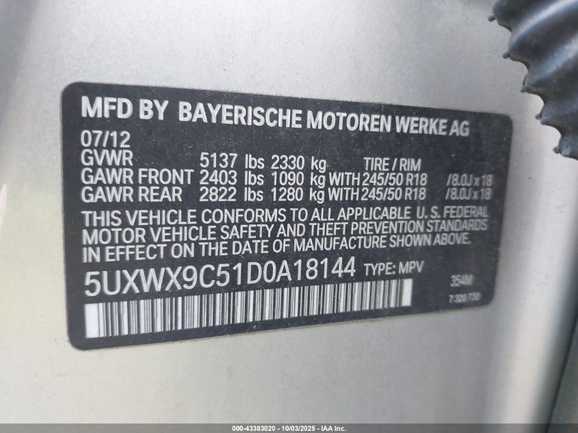 MFD BY BAYERISCHE MOTOREN WERKE AG
07/12
GVWR 5137 lbs 2330 kg TIRE / RIM
GAWR FRONT 2403 lbs 1090 kg WITH 245/50 R18 / 8.0J x 18
GAWR REAR 2822 lbs 1280 kg WITH 245/50 R18 / 8.0J x 18
THIS VEHICLE CONFORMS TO ALL APPLICABLE U. S. FEDERAL
MOTOR VEHICLE SAFETY AND THEFT PREVENTION STANDARDS
IN EFFECT ON THE DATE OF MANUFACTURE SHOWN ABOVE.
5UXWX9C51D0A18144 TYPE: MPV 354M
7 320 730
000-43383020 - 10/03/2025 - IAA Inc.